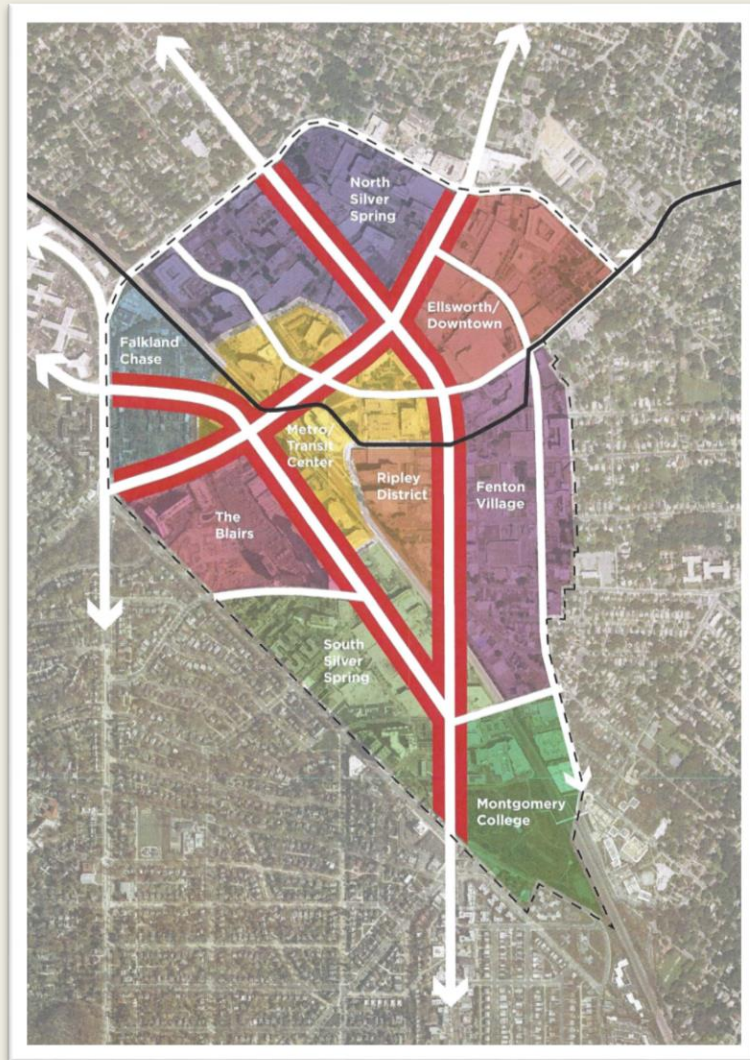 North
Silver
Spring
Ellsworth/
Downtown
Falkland
Chase
Metro/
Transit
Center
Ripley
District
Fenton
Village
The
Blairs
South
Silver
Spring
Montgomery
College